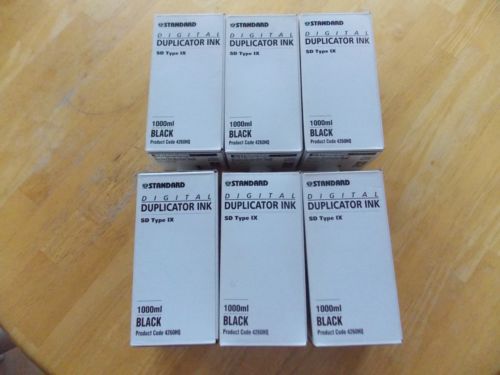 STANDARD
DIGITAL
DUPLICATOR INK
SD Type IX
1000ml
BLACK
Product Code 4260HQ
STANDARD
DIGITAL
DUPLICATOR INK
SD Type IX
1000ml
BLACK
Product Code 4260HQ
STANDARD
DIGITAL
DUPLICATOR INK
SD Type IX
1000ml
BLACK
Product Code 4260HQ
STANDARD
DIGITAL
DUPLICATOR INK
SD Type IX
1000ml
BLACK
Product Code 4260HQ
STANDARD
DIGITAL
DUPLICATOR INK
SD Type IX
1000ml
BLACK
Product Code 4260HQ
STANDARD
DIGITAL
DUPLICATOR INK
SD Type IX
1000ml
BLACK
Product Code 4260HQ